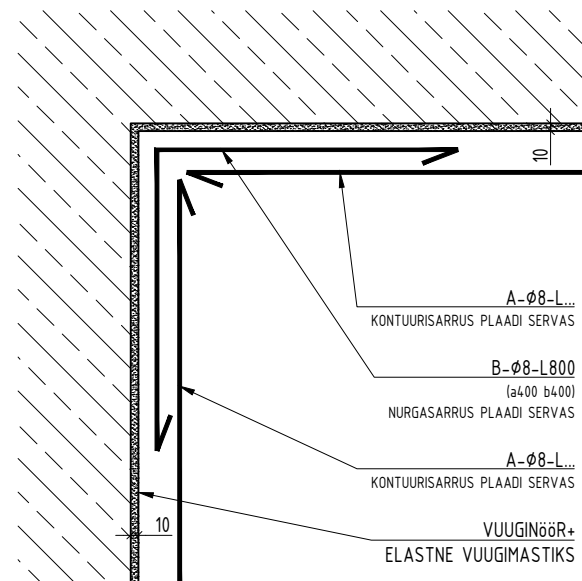 10
A-Ø8-L...
KONTUURISARRUS PLAADI SERVAS
B-Ø8-L800
(a400 b400)
NURGASARRUS PLAADI SERVAS
A-Ø8-L...
KONTUURISARRUS PLAADI SERVAS
10
VUUGINööR+
ELASTNE VUUGIMASTIKS